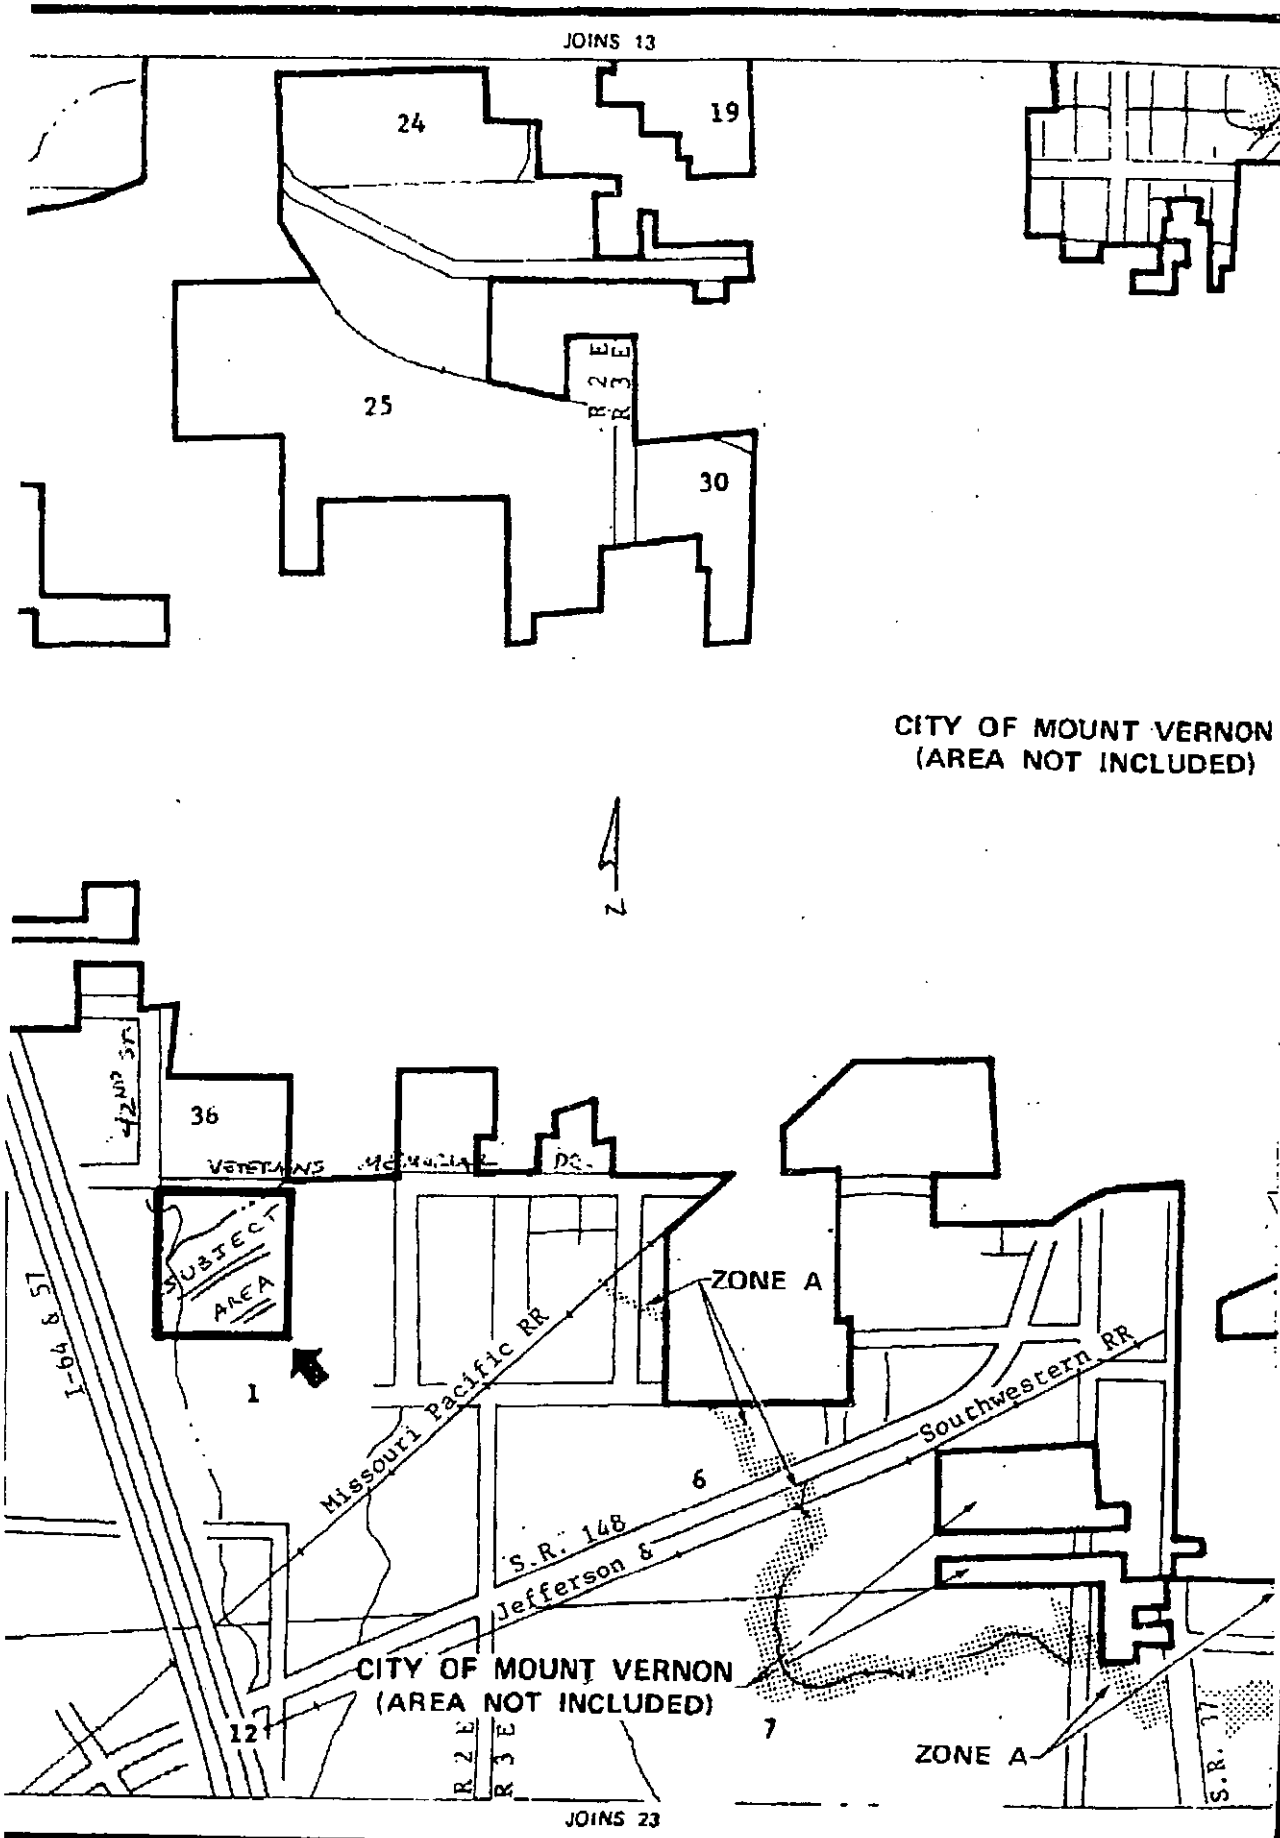 JOINS 13
24
19
R 2 E
R 3 E
25
30
CITY OF MOUNT VERNON
(AREA NOT INCLUDED)
N
42ND ST.
36
VETERANS MEMORIAL DR.
SUBJECT
AREA
ZONE A
I-64 & 57
1
Missouri Pacific RR
Southwestern RR
6
S.R. 148
Jefferson &
CITY OF MOUNT VERNON
(AREA NOT INCLUDED)
12
R 2 E
R 3 E
7
ZONE A
S.R. 37
JOINS 23